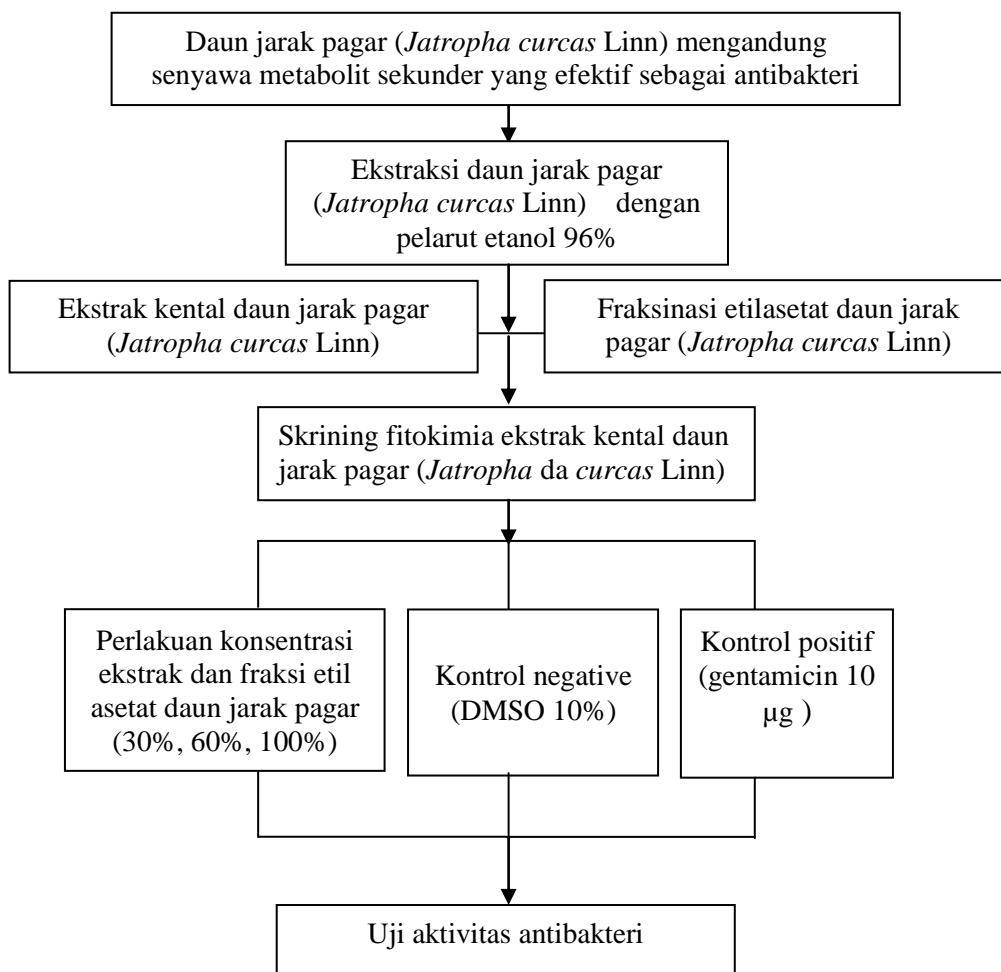 Daun jarak pagar (Jatropha curcas Linn) mengandung
senyawa metabolit sekunder yang efektif sebagai antibakteri
Ekstraksi daun jarak pagar
(Jatropha curcas Linn) dengan
pelarut etanol 96%
Ekstrak kental daun jarak pagar
(Jatropha curcas Linn)
Fraksinasi etilasetat daun jarak
pagar (Jatropha curcas Linn)
Skrining fitokimia ekstrak kental daun
jarak pagar (Jatropha da curcas Linn)
Perlakuan konsentrasi
ekstrak dan fraksi etil
asetat daun jarak pagar
(30%, 60%, 100%)
Kontrol negative
(DMSO 10%)
Kontrol positif
(gentamicin 10
µg )
Uji aktivitas antibakteri